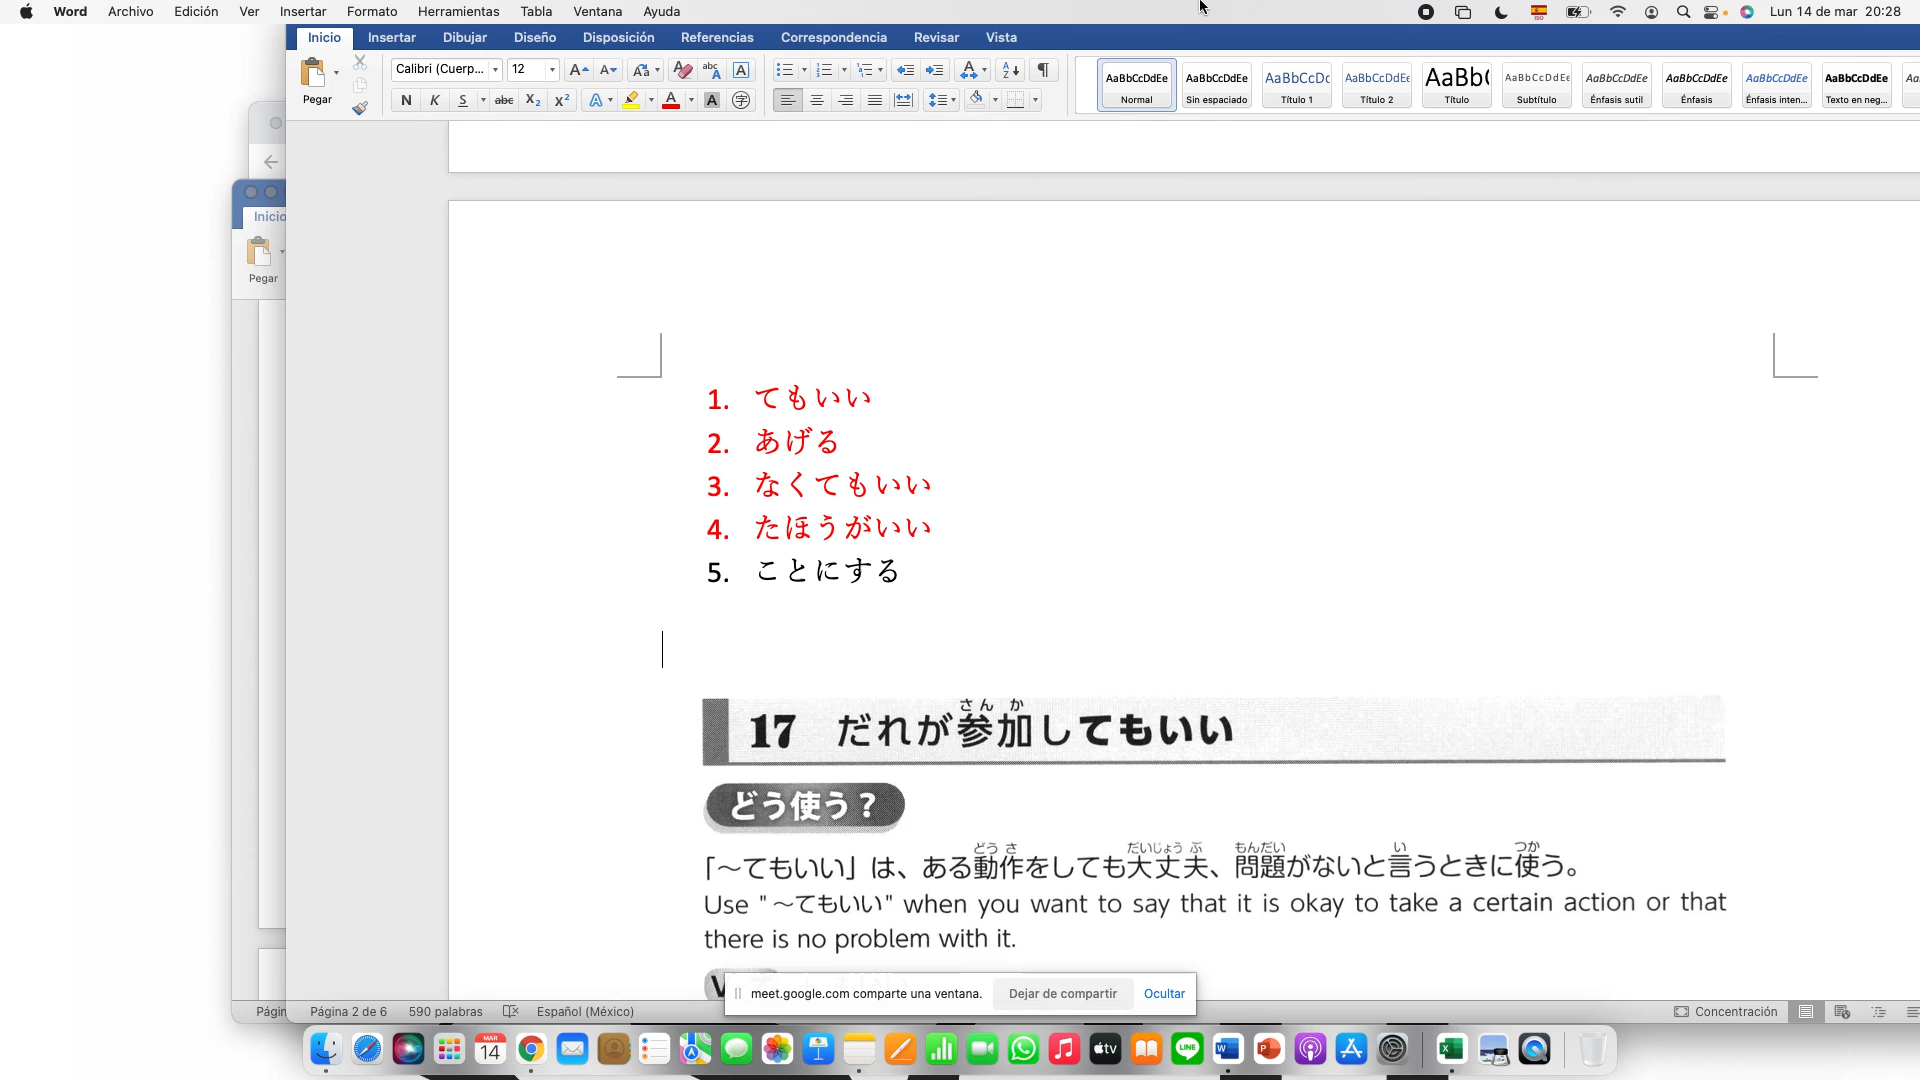 Word Archivo Edición Ver Insertar Formato Herramientas Tabla Ventana Ayuda Lun 14 de mar 20:28
Inicio Insertar Dibujar Diseño Disposición Referencias Correspondencia Revisar Vista
Calibri (Cuerp... 12
Pegar
N K S abc X₂ X²
AaBbCcDdEe AaBbCcDdEe AaBbCcDc AaBbCcDdEe AaBb( AaBbCcDdEe AaBbCcDdEe AaBbCcDdEe AaBbCcDdEe AaBbCcDdEe
Normal Sin espaciado Título 1 Título 2 Título Subtítulo Énfasis sutil Énfasis Énfasis inten... Texto en neg...
Inicio
Pegar
1. てもいい
2. あげる
3. なくてもいい
4. たほうがいい
5. ことにする
さん か
17 だれが参加してもいい
どう使う？
どう さ だいじょう ぶ もんだい い つか
「～てもいい」は、ある動作をしても大丈夫、問題がないと言うときに使う。
Use "～てもいい" when you want to say that it is okay to take a certain action or that
there is no problem with it.
meet.google.com comparte una ventana. Dejar de compartir Ocultar
Págin
Página 2 de 6 590 palabras Español (México) Concentración
MAR
14
tv
LINE
W P X